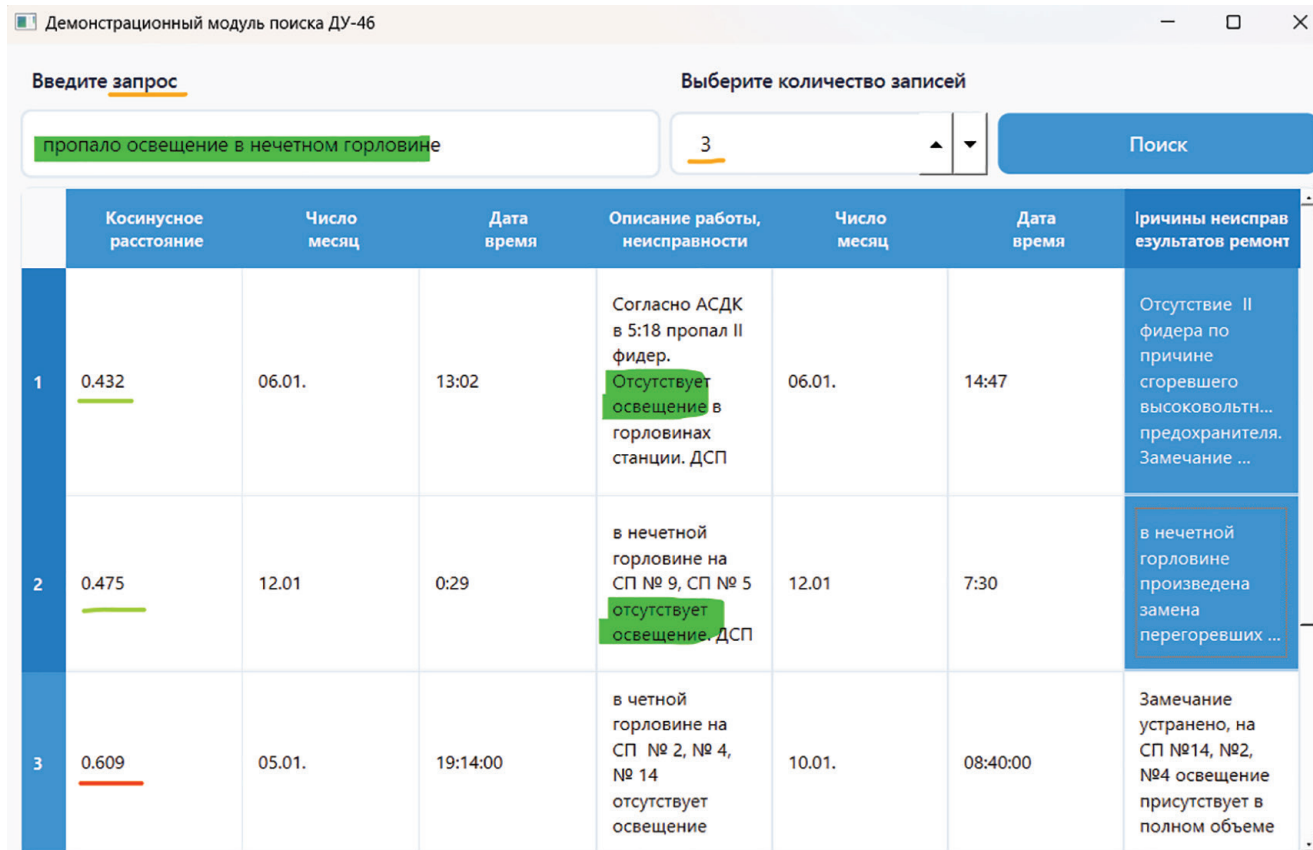 Демонстрационный модуль поиска ДУ-46
Введите запрос
Выберите количество записей
пропало освещение в нечетном горловине
3
Поиск
Косинусное
расстояние
Число
месяц
Дата
время
Описание работы,
неисправности
Число
месяц
Дата
время
Іричины неисправ
езультатов ремонт
1
0.432
06.01.
13:02
Согласно АСДК
в 5:18 пропал II
фидер.
Отсутствует
освещение в
горловинах
станции. ДСП
06.01.
14:47
Отсутствие II
фидера по
причине
сгоревшего
высоковольтн...
предохранителя.
Замечание ...
2
0.475
12.01
0:29
в нечетной
горловине на
СП № 9, СП № 5
отсутствует
освещение. ДСП
12.01
7:30
в нечетной
горловине
произведена
замена
перегоревших ...
3
0.609
05.01.
19:14:00
в четной
горловине на
СП № 2, № 4,
№ 14
отсутствует
освещение
10.01.
08:40:00
Замечание
устранено, на
СП №14, №2,
№4 освещение
присутствует в
полном объеме